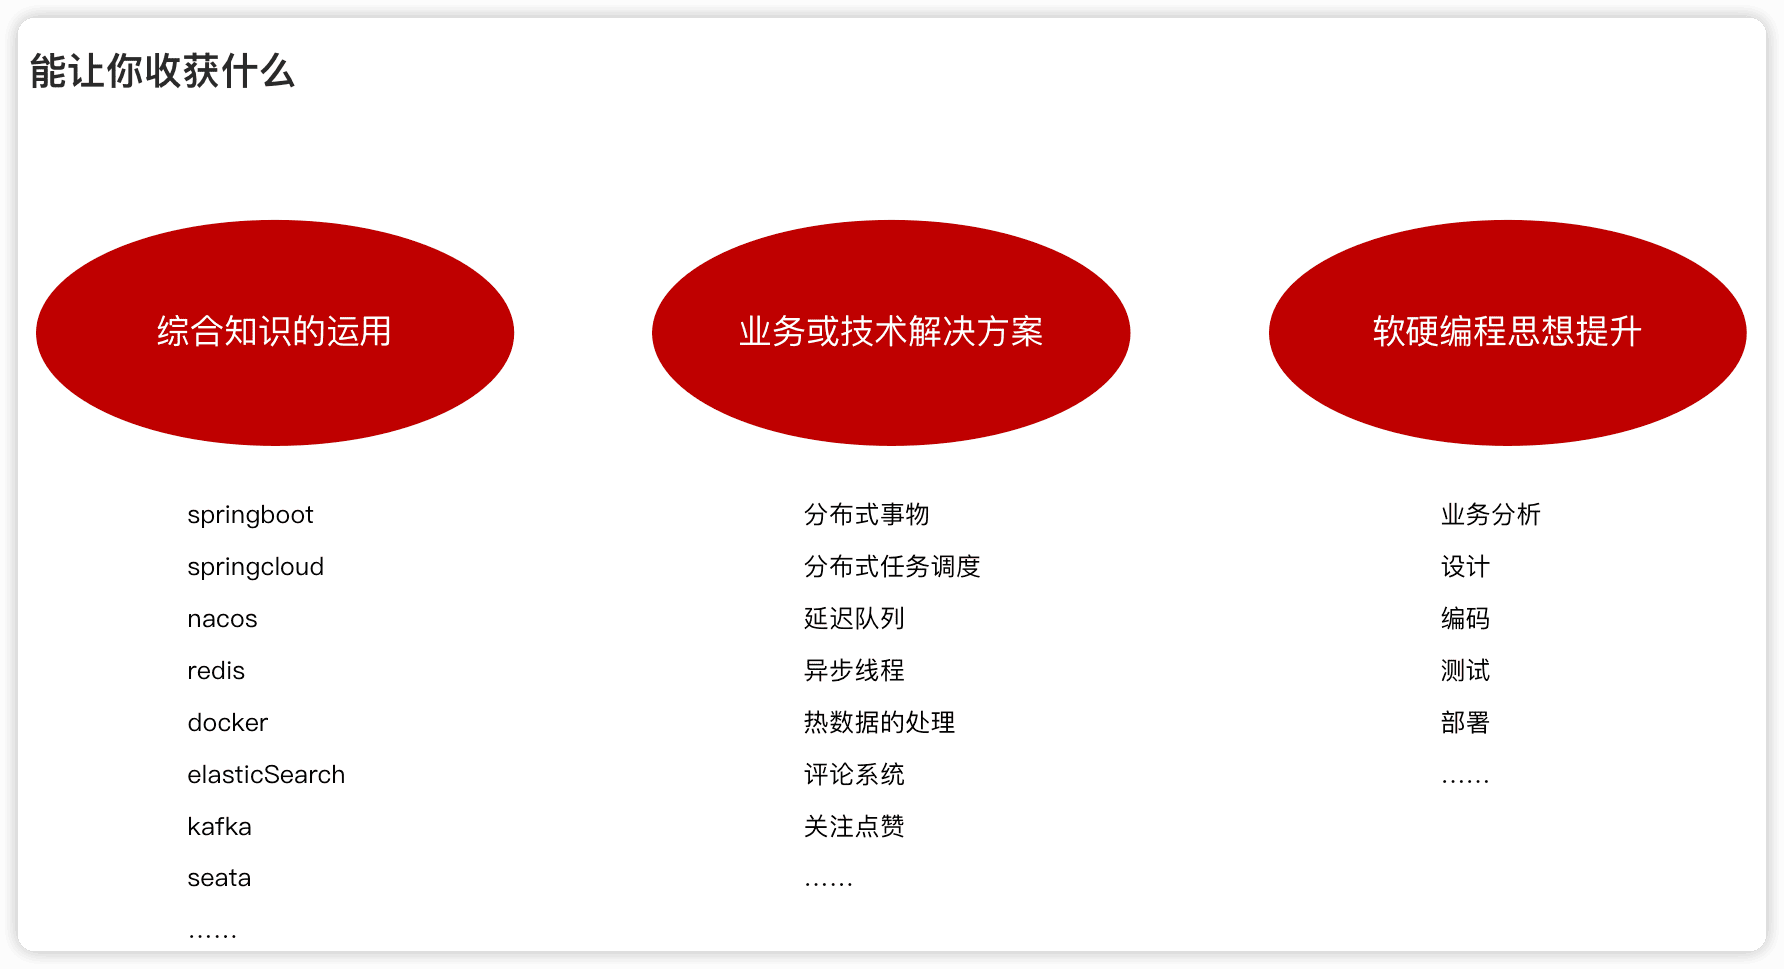 能让你收获什么
综合知识的运用
springboot
springcloud
nacos
redis
docker
elasticSearch
kafka
seata
……
业务或技术解决方案
分布式事物
分布式任务调度
延迟队列
异步线程
热数据的处理
评论系统
关注点赞
……
软硬编程思想提升
业务分析
设计
编码
测试
部署
……